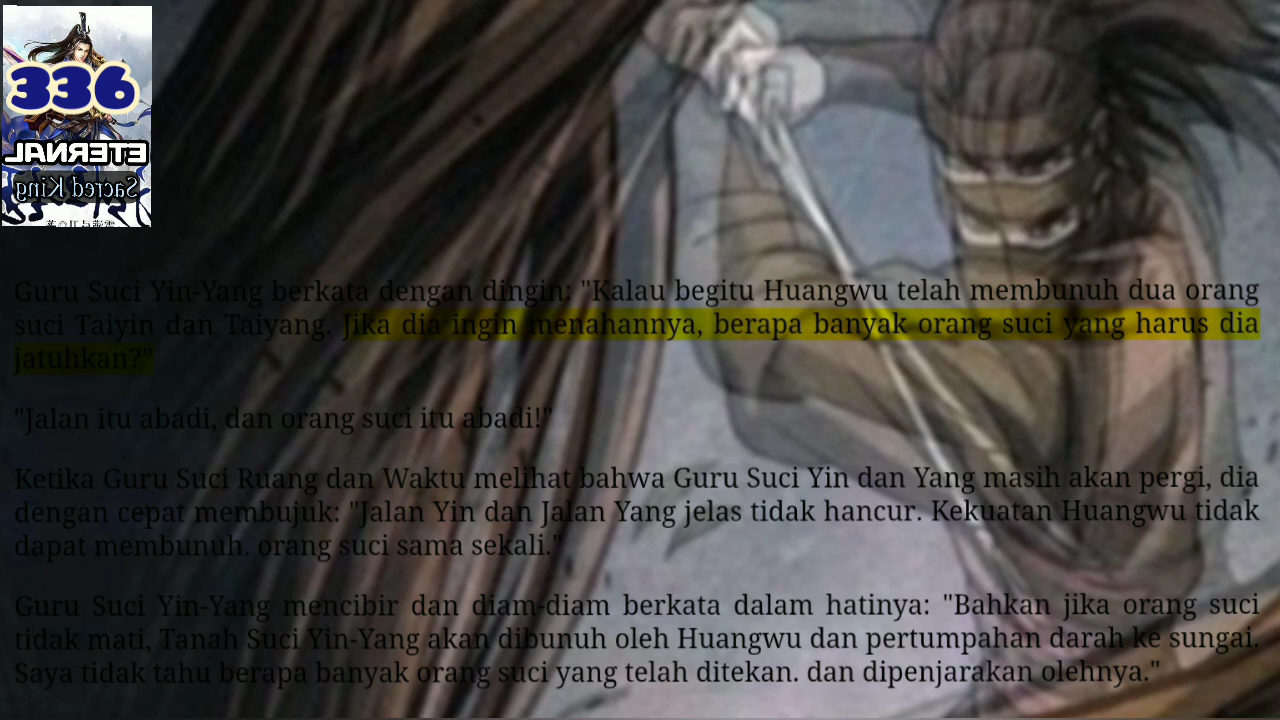 336
ETERNAL
Sacred King
Guru Suci Yin-Yang berkata dengan dingin: "Kalau begitu Huangwu telah membunuh dua orang
suci Taiyin dan Taiyang. Jika dia ingin menahannya, berapa banyak orang suci yang harus dia
jatuhkan?"
"Jalan itu abadi, dan orang suci itu abadi!"
Ketika Guru Suci Ruang dan Waktu melihat bahwa Guru Suci Yin dan Yang masih akan pergi, dia
dengan cepat membujuk: "Jalan Yin dan Jalan Yang jelas tidak hancur. Kekuatan Huangwu tidak
dapat membunuh. orang suci sama sekali."
Guru Suci Yin-Yang mencibir dan diam-diam berkata dalam hatinya: "Bahkan jika orang suci
tidak mati, Tanah Suci Yin-Yang akan dibunuh oleh Huangwu dan pertumpahan darah ke sungai.
Saya tidak tahu berapa banyak orang suci yang telah ditekan. dan dipenjarakan olehnya."